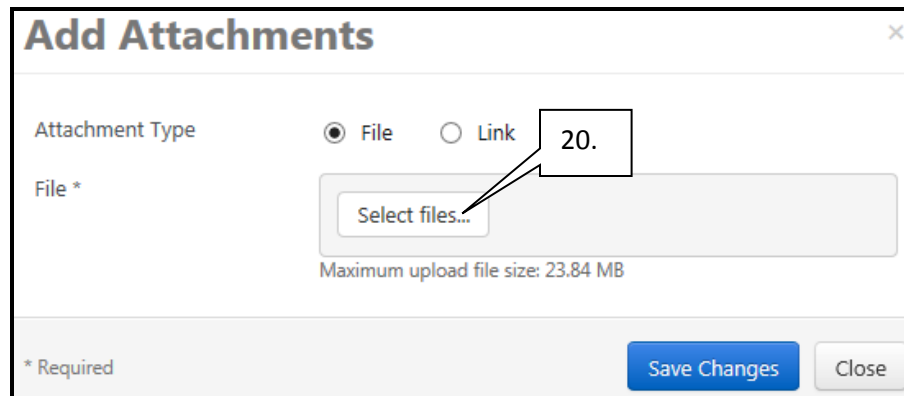 Add Attachments
×
Attachment Type File Link
20.
File *
Select files...
Maximum upload file size: 23.84 MB
* Required Save Changes Close